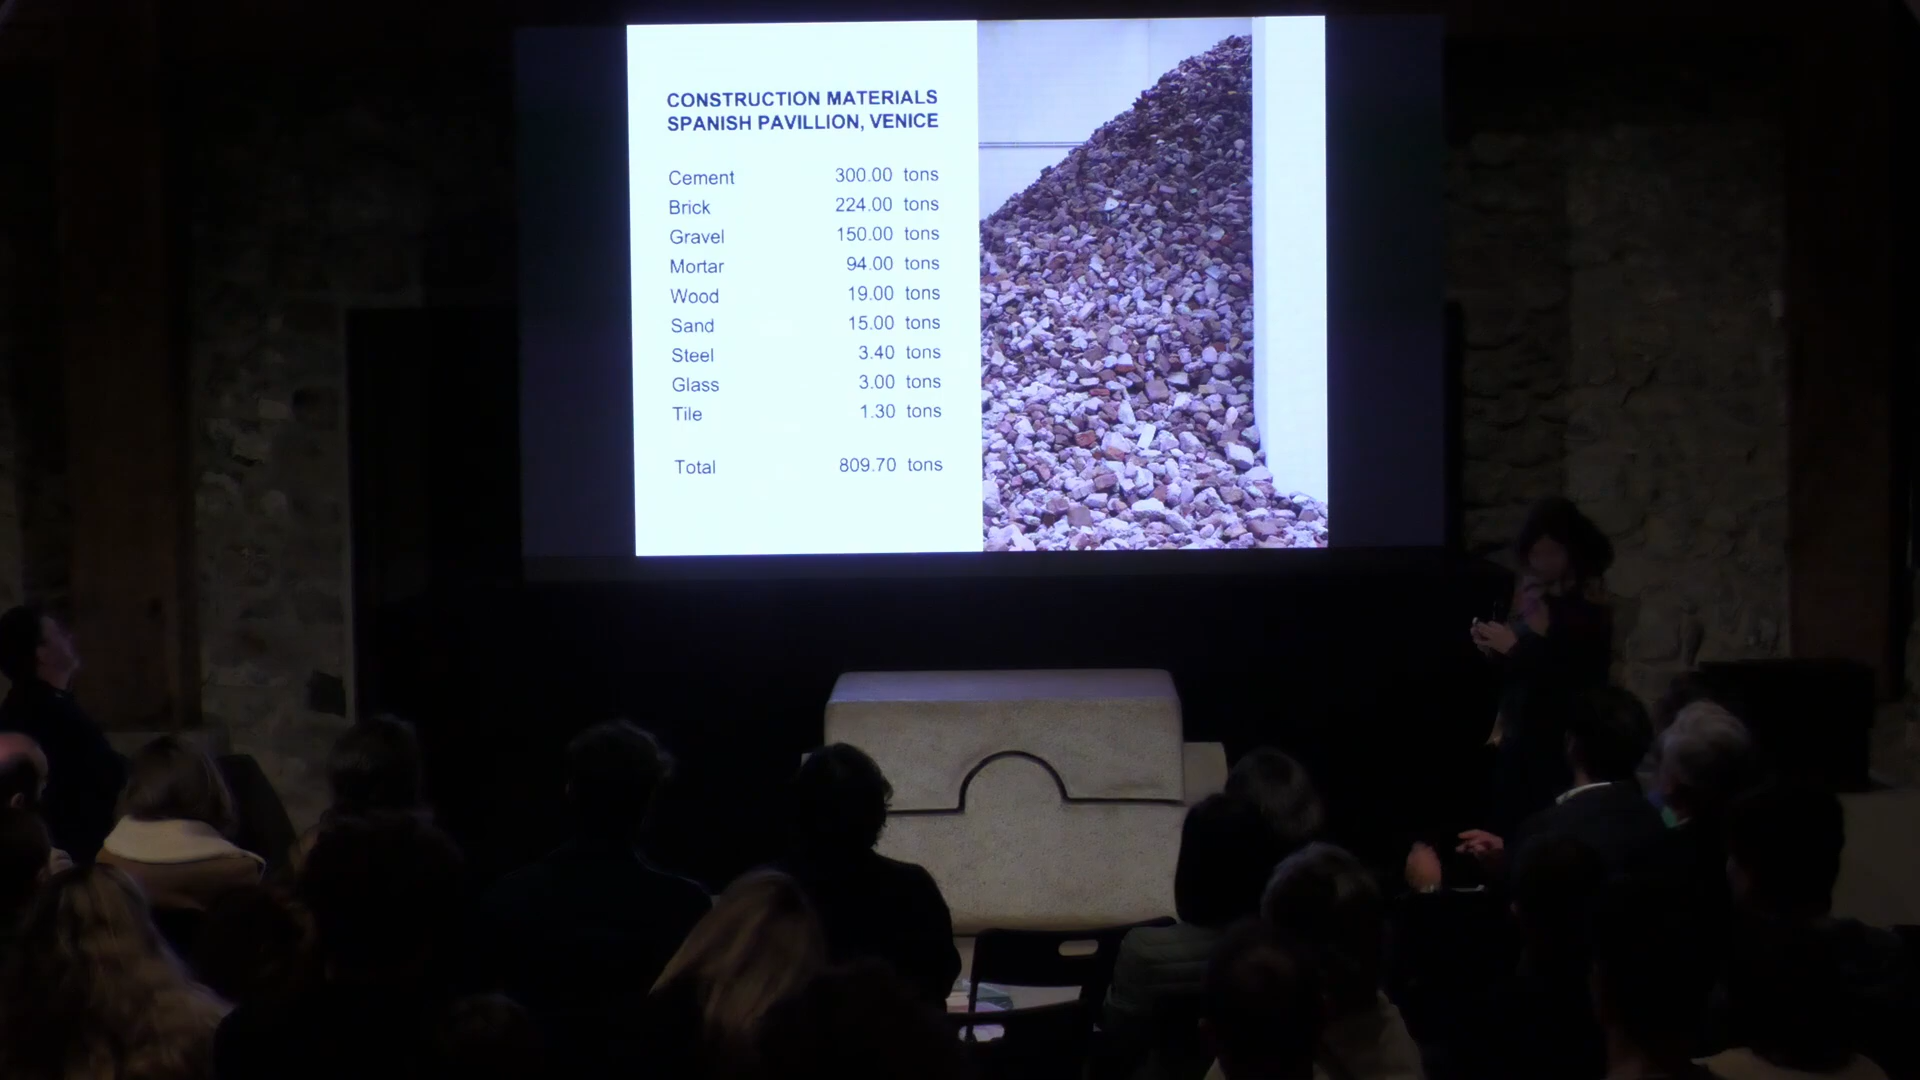 CONSTRUCTION MATERIALS
SPANISH PAVILLION, VENICE
Cement 300.00 tons
Brick 224.00 tons
Gravel 150.00 tons
Mortar 94.00 tons
Wood 19.00 tons
Sand 15.00 tons
Steel 3.40 tons
Glass 3.00 tons
Tile 1.30 tons
Total 809.70 tons